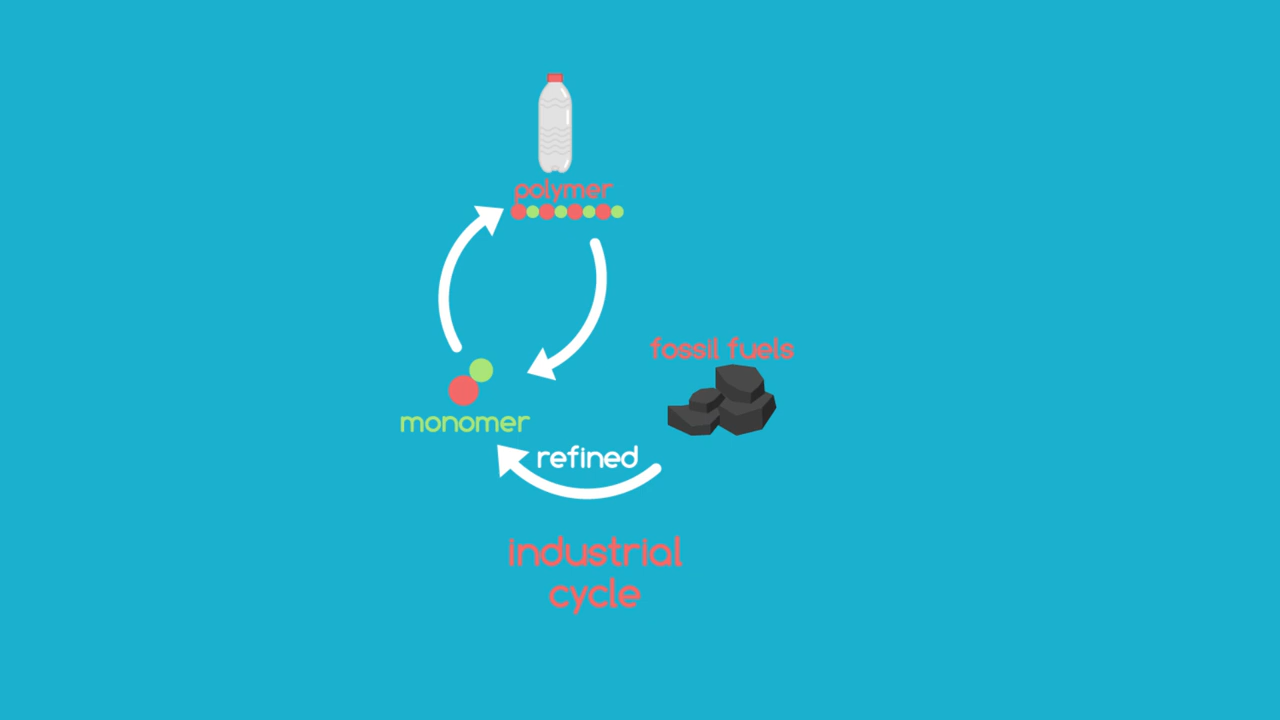 polymer
fossil fuels
monomer
refined
industrial
cycle